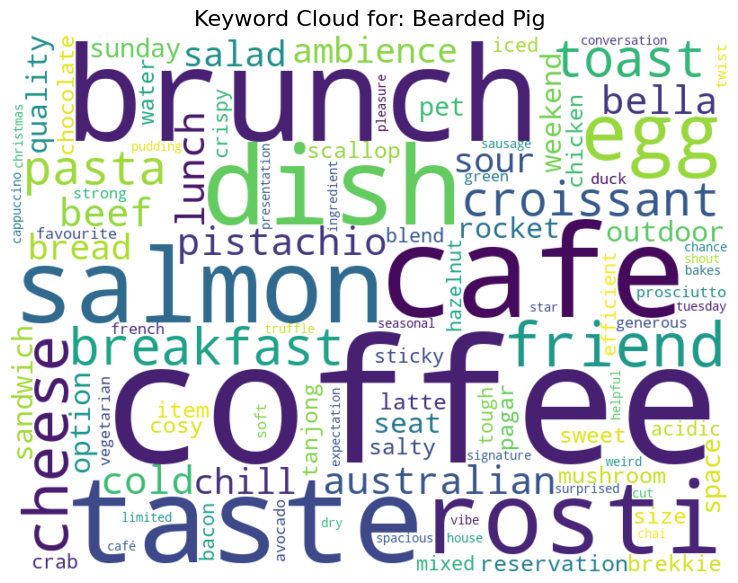 Keyword Cloud for: Bearded Pig
conversation
sunday
salad
ambience
iced
toast
twist
quality
chocolate
water
brunch
pleasure
pet
weekend
bella
egg
christmas
crispy
pudding
lunch
scallop
sausage
sour
chicken
pasta
dish
presentation
ingredient
green
duck
strong
croissant
beef
cappuccino
favourite
bread
pistachio
blend
rocket
outdoor
chance
shout
bakes
salmon
cafe
hazelnut
efficient
prosciutto
tuesday
star
generous
french
truffle
seasonal
sandwich
cheese
breakfast
sticky
friend
coffee
option
vegetarian
item
cosy
soft
tanjong
expectation
latte
seat
salty
tough
pagar
helpful
sweet
acidic
space
signature
weird
cold
chill
australian
mushroom
surprised
cut
taste
rosti
limited
bacon
avocado
dry
vibe
size
chai
crab
café
spacious
house
mixed
reservation
brekkie